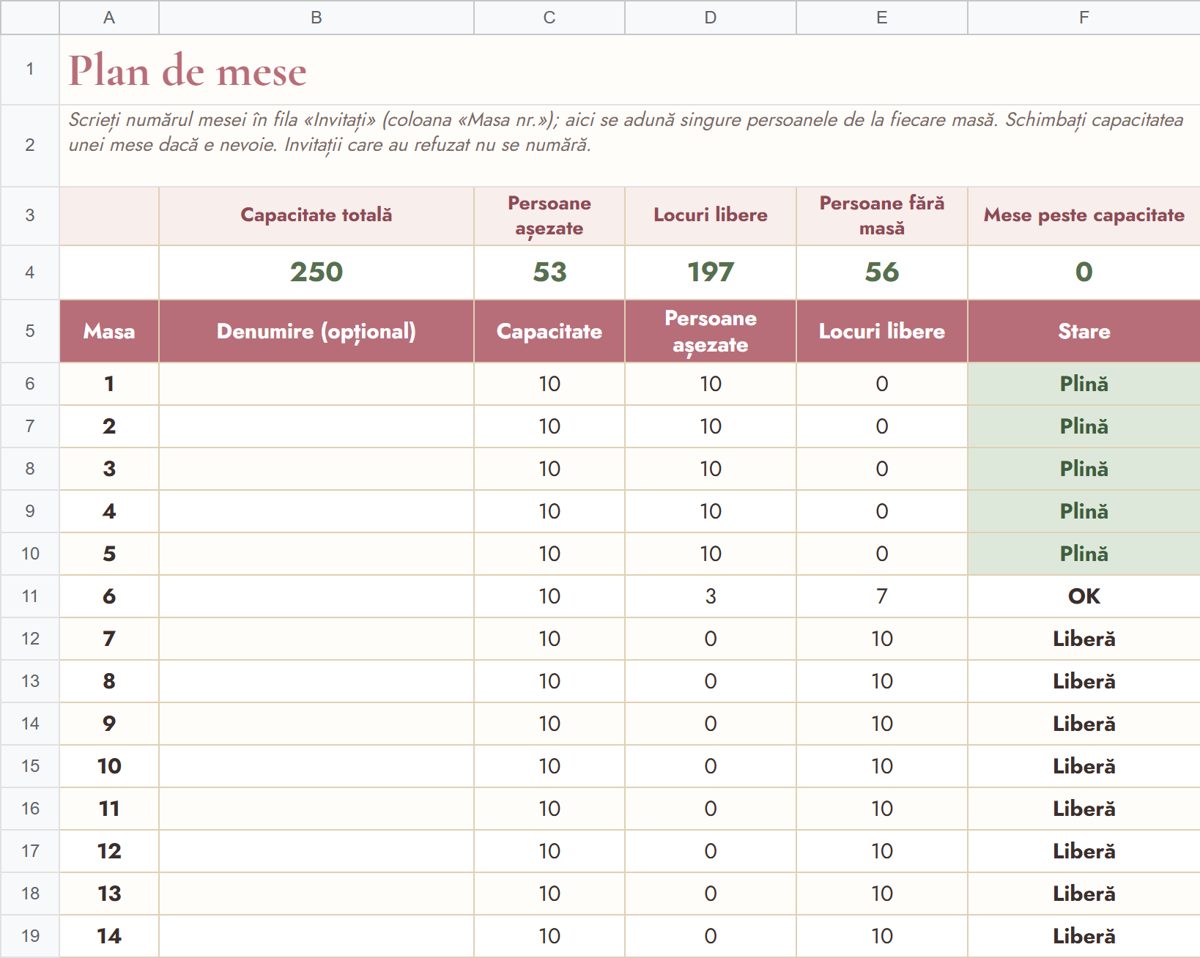 A B C D E F
1 Plan de mese
2 Scrieți numărul mesei în fila «Invitați» (coloana «Masa nr.»); aici se adună singure persoanele de la fiecare masă. Schimbați capacitatea
unei mese dacă e nevoie. Invitații care au refuzat nu se numără.
3 Capacitate totală Persoane așezate Locuri libere Persoane fără masă Mese peste capacitate
4 250 53 197 56 0
5 Masa Denumire (opțional) Capacitate Persoane așezate Locuri libere Stare
6 1 10 10 0 Plină
7 2 10 10 0 Plină
8 3 10 10 0 Plină
9 4 10 10 0 Plină
10 5 10 10 0 Plină
11 6 10 3 7 OK
12 7 10 0 10 Liberă
13 8 10 0 10 Liberă
14 9 10 0 10 Liberă
15 10 10 0 10 Liberă
16 11 10 0 10 Liberă
17 12 10 0 10 Liberă
18 13 10 0 10 Liberă
19 14 10 0 10 Liberă